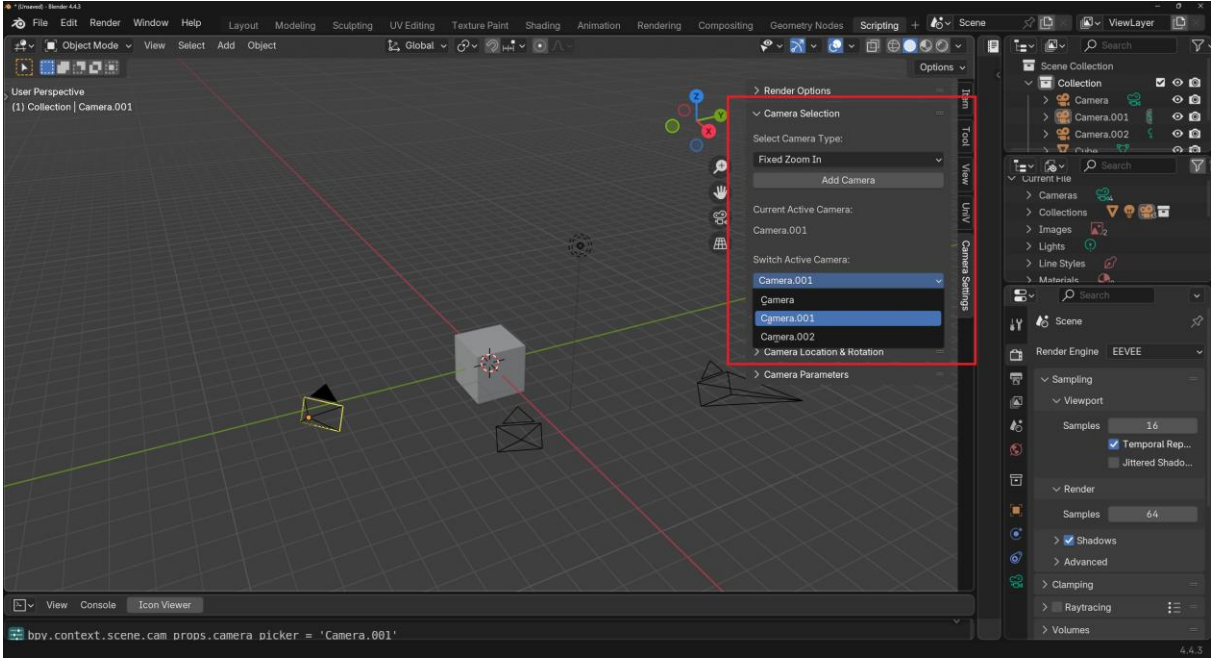 * (Unsaved) - Blender 4.4.3
File Edit Render Window Help Layout Modeling Sculpting UV Editing Texture Paint Shading Animation Rendering Compositing Geometry Nodes Scripting + Scene ViewLayer
Object Mode View Select Add Object Global
Options
User Perspective
(1) Collection | Camera.001
Z
Y
X
Render Options
Camera Selection
Select Camera Type:
Fixed Zoom In
Add Camera
Current Active Camera:
Camera.001
Switch Active Camera:
Camera.001
Camera
Camera.001
Camera.002
Camera Location & Rotation
Camera Parameters
Item
Tool
View
UniV
Camera Settings
Search
Scene Collection
Collection
Camera
Camera.001
Camera.002
Cube
Search
Current File
Cameras 4
Collections
Images 2
Lights
Line Styles
Materials
Search
Scene
Render Engine EEVEE
Sampling
Viewport
Samples 16
Temporal Rep...
Jittered Shado...
Render
Samples 64
Shadows
Advanced
Clamping
Raytracing
Volumes
View Console Icon Viewer
bpy.context.scene.cam_props.camera_picker = 'Camera.001'
4.4.3